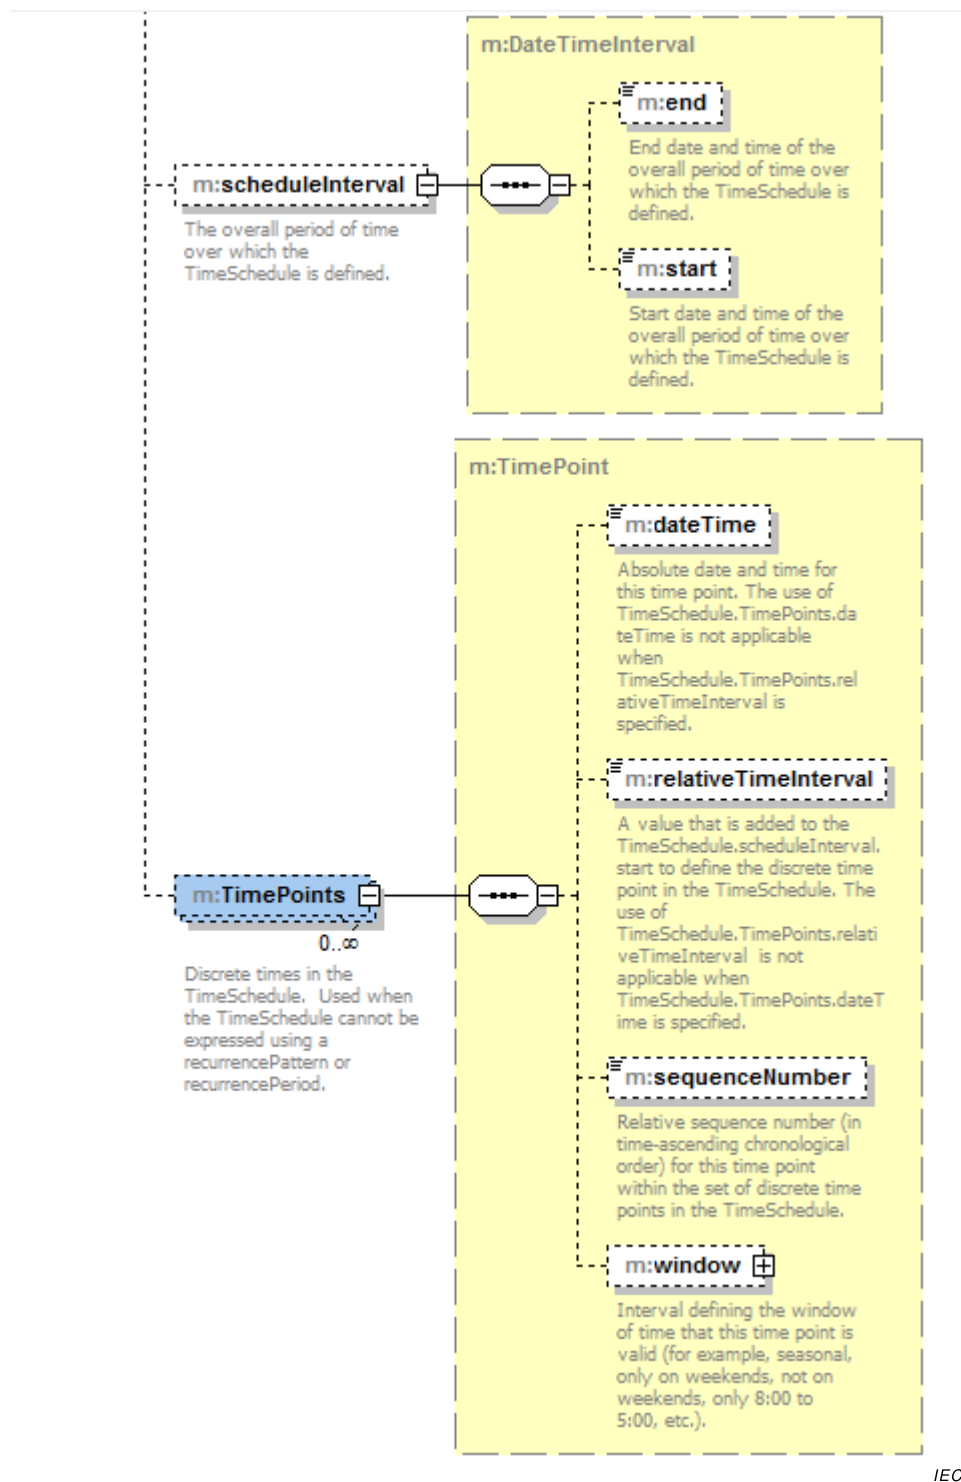 m:DateTimeInterval
m:end
End date and time of the
overall period of time over
which the TimeSchedule is
defined.
m:scheduleInterval
The overall period of time
over which the
TimeSchedule is defined.
m:start
Start date and time of the
overall period of time over
which the TimeSchedule is
defined.
m:TimePoint
m:dateTime
Absolute date and time for
this time point. The use of
TimeSchedule.TimePoints.da
teTime is not applicable
when
TimeSchedule.TimePoints.rel
ativeTimeInterval is
specified.
m:relativeTimeInterval
A value that is added to the
TimeSchedule.scheduleInterval.
start to define the discrete time
point in the TimeSchedule. The
use of
TimeSchedule.TimePoints.relati
veTimeInterval is not
applicable when
TimeSchedule.TimePoints.dateT
ime is specified.
m:TimePoints
0..∞
Discrete times in the
TimeSchedule. Used when
the TimeSchedule cannot be
expressed using a
recurrencePattern or
recurrencePeriod.
m:sequenceNumber
Relative sequence number (in
time-ascending chronological
order) for this time point
within the set of discrete time
points in the TimeSchedule.
m:window
Interval defining the window
of time that this time point is
valid (for example, seasonal,
only on weekends, not on
weekends, only 8:00 to
5:00, etc.).
IEC